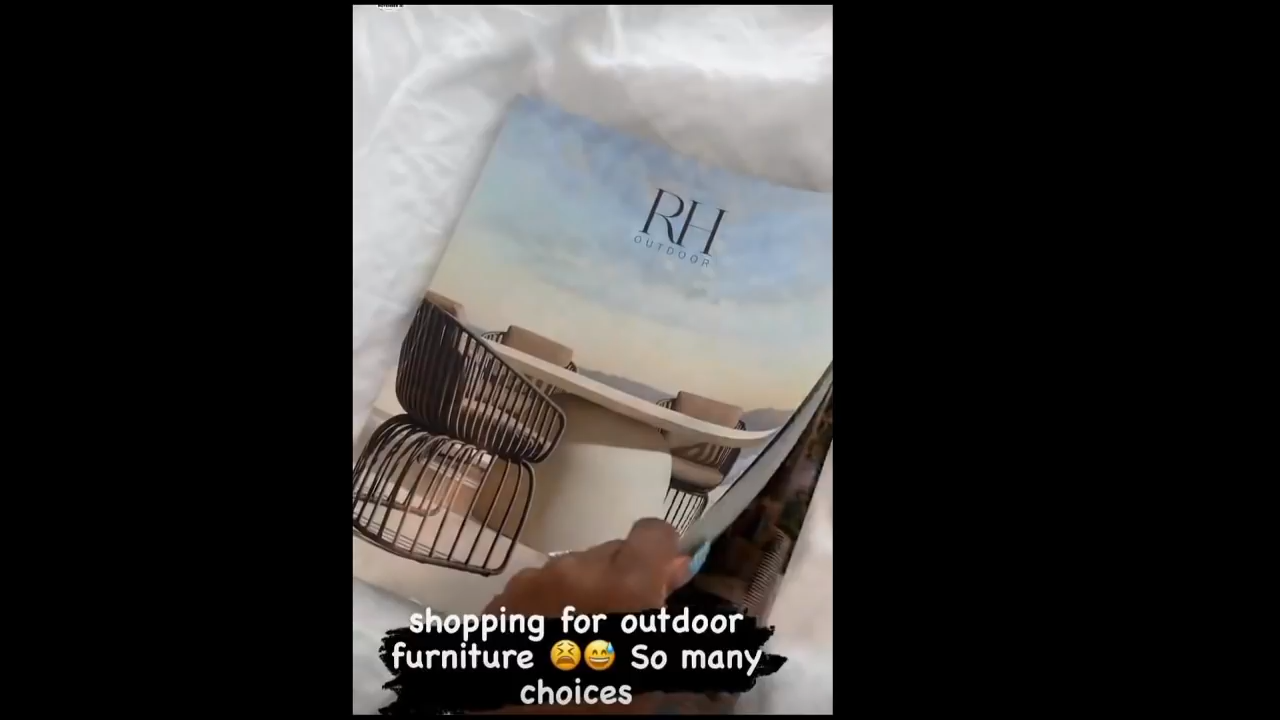 RH
OUTDOOR
shopping for outdoor
furniture 😫😅 So many
choices